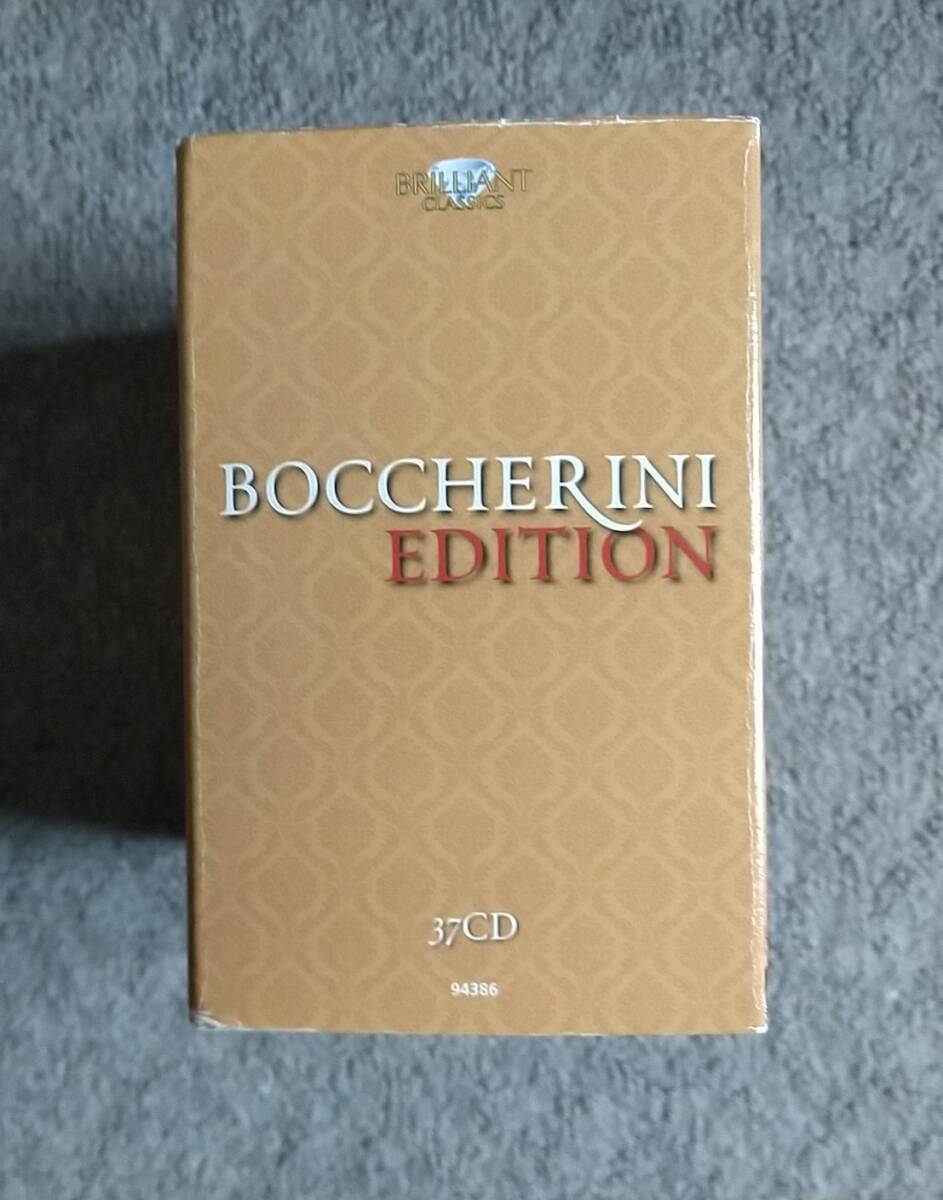 BRILLIANT
CLASSICS
BOCCHERINI
EDITION
37CD
94386